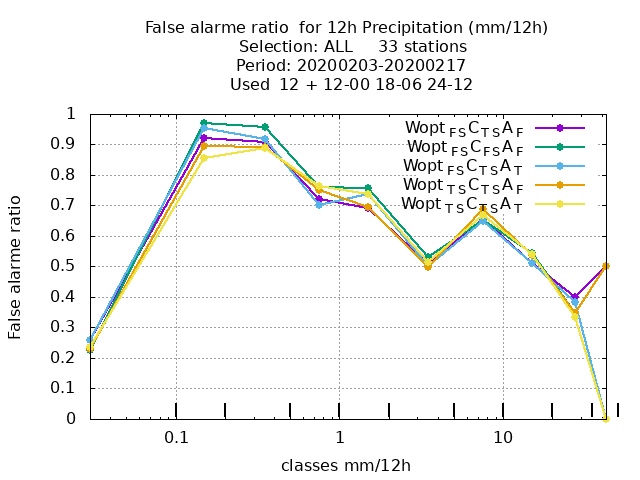 False alarme ratio  for 12h Precipitation (mm/12h)
Selection: ALL     33 stations
Period: 20200203-20200217
Used  12 + 12-00 18-06 24-12
Wopt FS C TS A F
Wopt FS C FS A F
Wopt FS C TS A T
Wopt TS C TS A F
Wopt TS C TS A T
1
0.9
0.8
0.7
0.6
0.5
0.4
0.3
0.2
0.1
0
False alarme ratio
0.1 1 10
classes mm/12h